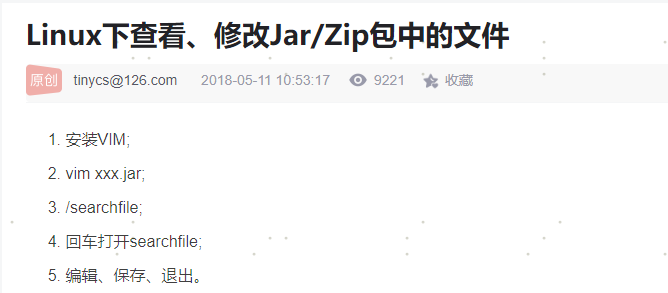 Linux下查看、修改Jar/Zip包中的文件
原创 tinycs@126.com 2018-05-11 10:53:17 9221 收藏
1. 安装VIM;
2. vim xxx.jar;
3. /searchfile;
4. 回车打开searchfile;
5. 编辑、保存、退出。